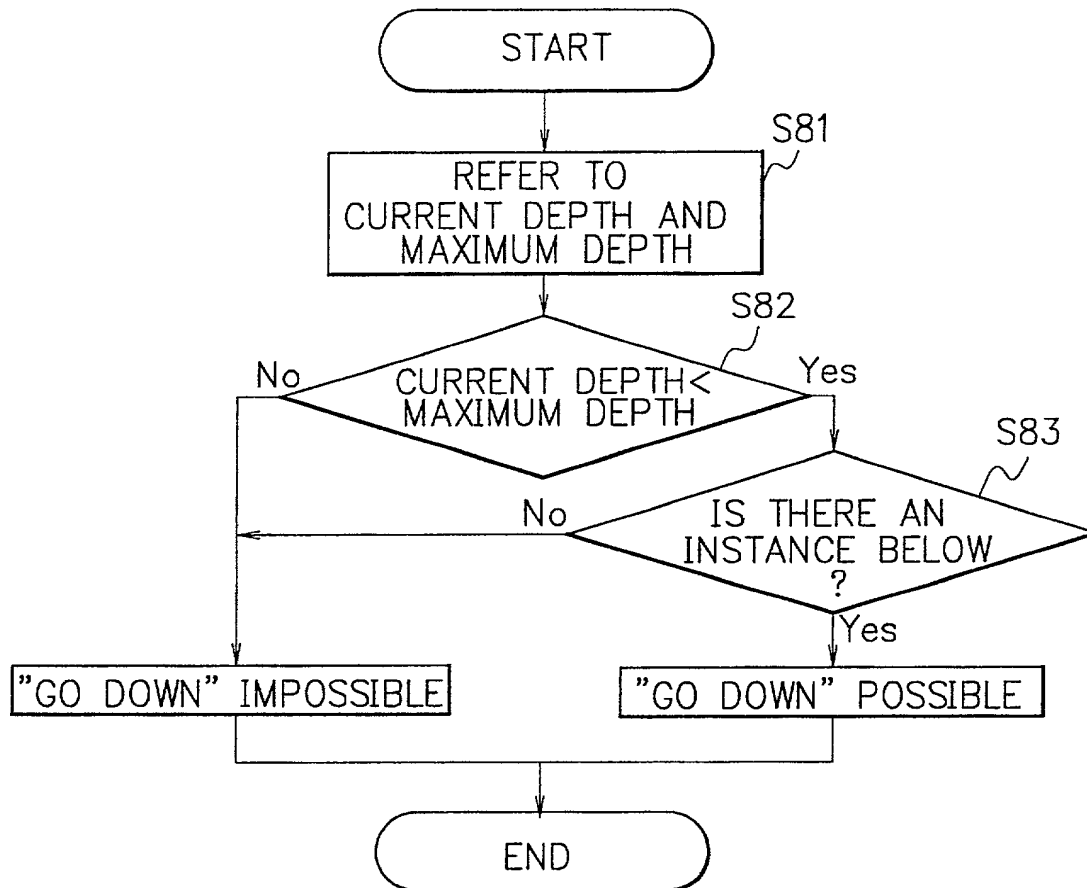 START
S81
REFER TO
CURRENT DEPTH AND
MAXIMUM DEPTH
S82
No
CURRENT DEPTH<
MAXIMUM DEPTH
Yes
S83
No
IS THERE AN
INSTANCE BELOW
?
Yes
"GO DOWN" IMPOSSIBLE
"GO DOWN" POSSIBLE
END